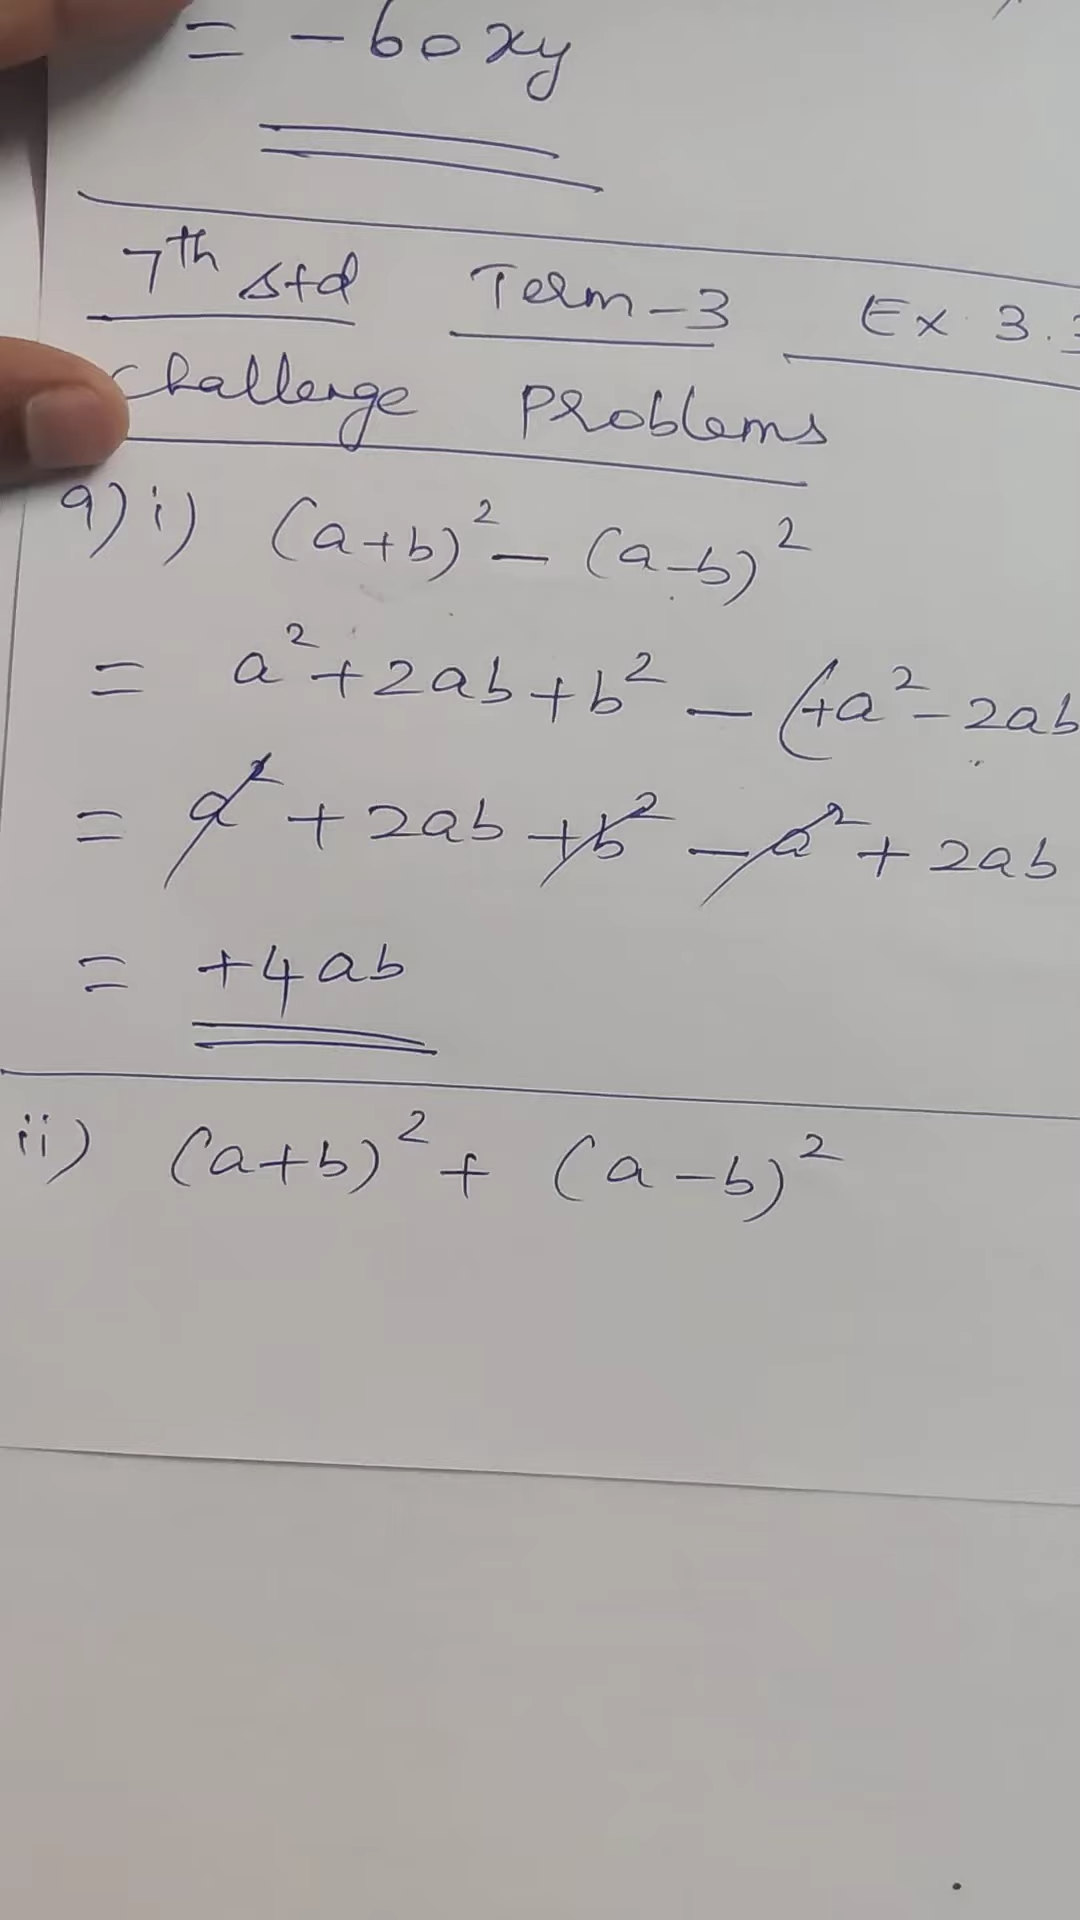 = -60xy
7th std Term-3 Ex 3.3
challenge Problems
9) i) (a+b)² - (a-b)²
= a² + 2ab + b² - (+a² - 2ab
= a² + 2ab + b² - a² + 2ab
= +4ab
ii) (a+b)² + (a-b)²